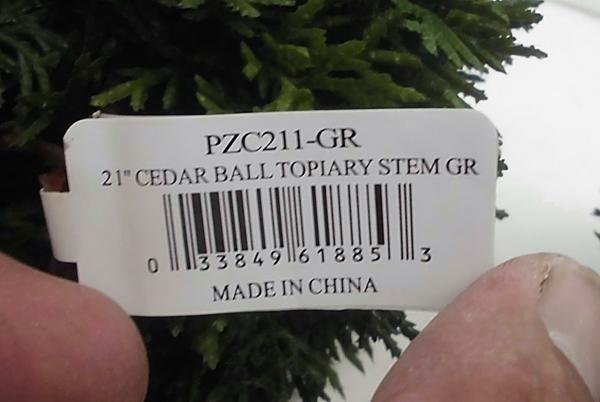 PZC211-GR
21" CEDAR BALL TOPIARY STEM GR
0 33849 61885 3
MADE IN CHINA